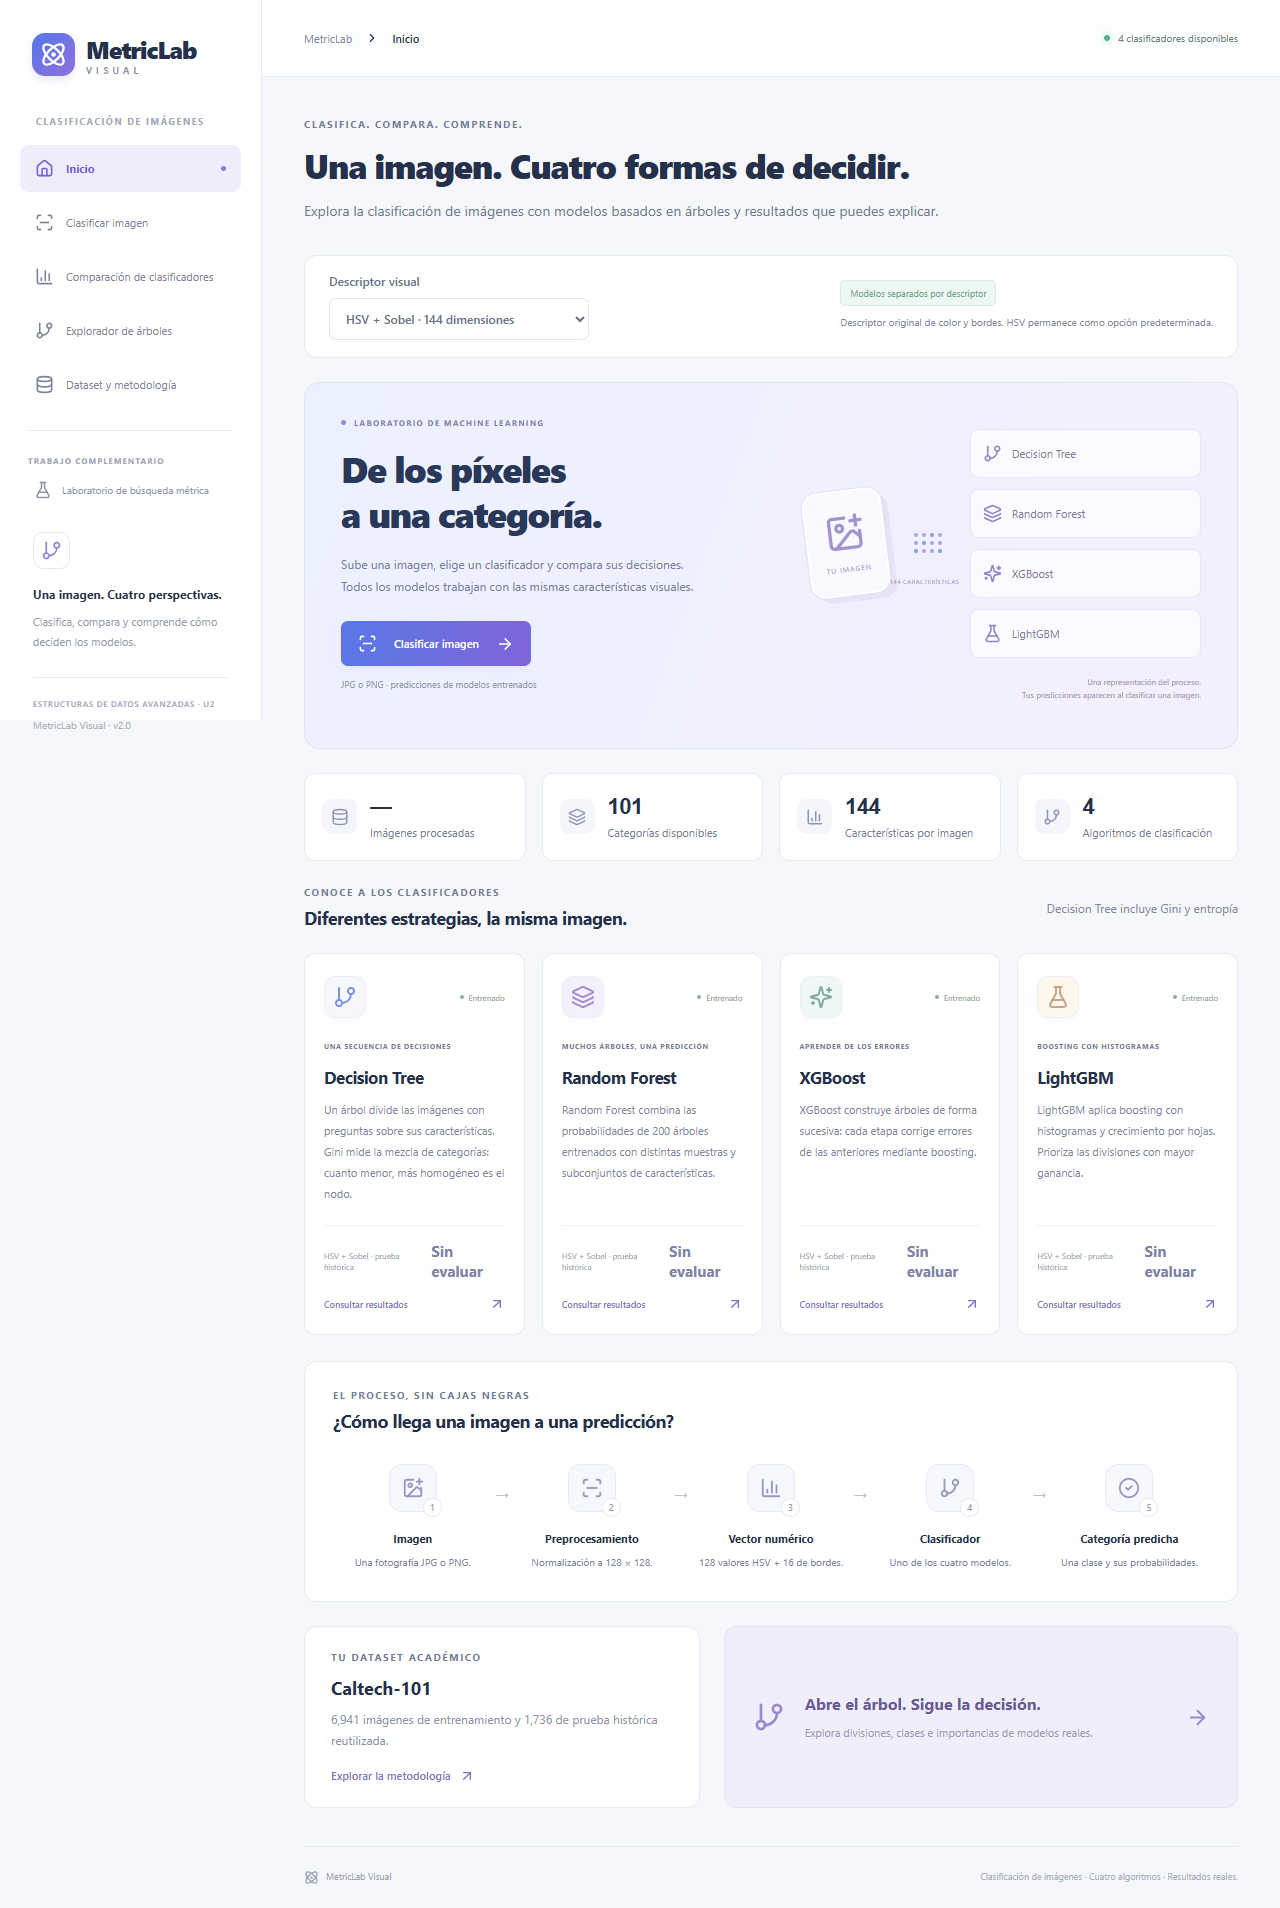 MetricLab
VISUAL
CLASIFICACIÓN DE IMÁGENES
Inicio
Clasificar imagen
Comparación de clasificadores
Explorador de árboles
Dataset y metodología
TRABAJO COMPLEMENTARIO
Laboratorio de búsqueda métrica
Una imagen. Cuatro perspectivas.
Clasifica, compara y comprende cómo
deciden los modelos.
ESTRUCTURAS DE DATOS AVANZADAS · U2
MetricLab Visual · v2.0
MetricLab > Inicio
4 clasificadores disponibles
CLASIFICA. COMPARA. COMPRENDE.
Una imagen. Cuatro formas de decidir.
Explora la clasificación de imágenes con modelos basados en árboles y resultados que puedes explicar.
Descriptor visual
HSV + Sobel · 144 dimensiones
Modelos separados por descriptor
Descriptor original de color y bordes. HSV permanece como opción predeterminada.
LABORATORIO DE MACHINE LEARNING
De los píxeles
a una categoría.
Sube una imagen, elige un clasificador y compara sus decisiones.
Todos los modelos trabajan con las mismas características visuales.
Clasificar imagen
JPG o PNG · predicciones de modelos entrenados
TU IMAGEN
144 CARACTERÍSTICAS
Decision Tree
Random Forest
XGBoost
LightGBM
Una representación del proceso.
Tus predicciones aparecen al clasificar una imagen.
—
Imágenes procesadas
101
Categorías disponibles
144
Características por imagen
4
Algoritmos de clasificación
CONOCE A LOS CLASIFICADORES
Diferentes estrategias, la misma imagen.
Decision Tree incluye Gini y entropía
Entrenado
UNA SECUENCIA DE DECISIONES
Decision Tree
Un árbol divide las imágenes con
preguntas sobre sus características.
Gini mide la mezcla de categorías:
cuanto menor, más homogéneo es el
nodo.
HSV + Sobel · prueba
histórica
Sin
evaluar
Consultar resultados
Entrenado
MUCHOS ÁRBOLES, UNA PREDICCIÓN
Random Forest
Random Forest combina las
probabilidades de 200 árboles
entrenados con distintas muestras y
subconjuntos de características.
HSV + Sobel · prueba
histórica
Sin
evaluar
Consultar resultados
Entrenado
APRENDER DE LOS ERRORES
XGBoost
XGBoost construye árboles de forma
sucesiva: cada etapa corrige errores
de las anteriores mediante boosting.
HSV + Sobel · prueba
histórica
Sin
evaluar
Consultar resultados
Entrenado
BOOSTING CON HISTOGRAMAS
LightGBM
LightGBM aplica boosting con
histogramas y crecimiento por hojas.
Prioriza las divisiones con mayor
ganancia.
HSV + Sobel · prueba
histórica
Sin
evaluar
Consultar resultados
EL PROCESO, SIN CAJAS NEGRAS
¿Cómo llega una imagen a una predicción?
1
Imagen
Una fotografía JPG o PNG.
→
2
Preprocesamiento
Normalización a 128 × 128.
→
3
Vector numérico
128 valores HSV + 16 de bordes.
→
4
Clasificador
Uno de los cuatro modelos.
→
5
Categoría predicha
Una clase y sus probabilidades.
TU DATASET ACADÉMICO
Caltech-101
6,941 imágenes de entrenamiento y 1,736 de prueba histórica
reutilizada.
Explorar la metodología
Abre el árbol. Sigue la decisión.
Explora divisiones, clases e importancias de modelos reales.
MetricLab Visual
Clasificación de imágenes · Cuatro algoritmos · Resultados reales.